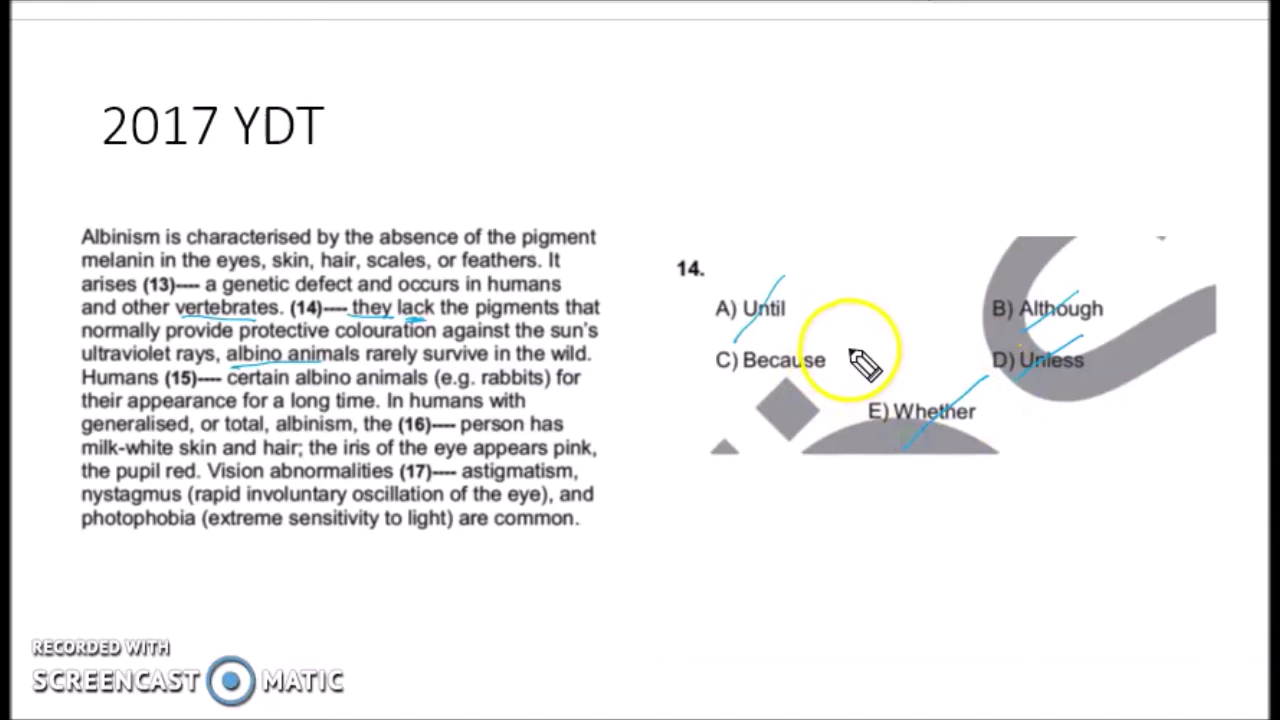 2017 YDT
Albinism is characterised by the absence of the pigment
melanin in the eyes, skin, hair, scales, or feathers. It
arises (13)---- a genetic defect and occurs in humans
and other vertebrates. (14)---- they lack the pigments that
normally provide protective colouration against the sun's
ultraviolet rays, albino animals rarely survive in the wild.
Humans (15)---- certain albino animals (e.g. rabbits) for
their appearance for a long time. In humans with
generalised, or total, albinism, the (16)---- person has
milk-white skin and hair; the iris of the eye appears pink,
the pupil red. Vision abnormalities (17)---- astigmatism,
nystagmus (rapid involuntary oscillation of the eye), and
photophobia (extreme sensitivity to light) are common.
14.
A) Until
B) Although
C) Because
D) Unless
E) Whether
RECORDED WITH
SCREENCAST MATIC